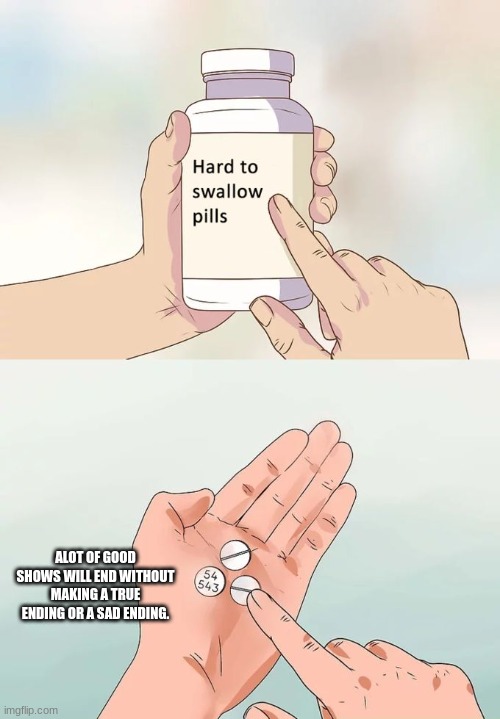 Hard to
swallow
pills
ALOT OF GOOD
SHOWS WILL END WITHOUT
MAKING A TRUE
ENDING OR A SAD ENDING.
54
543
imgflip.com